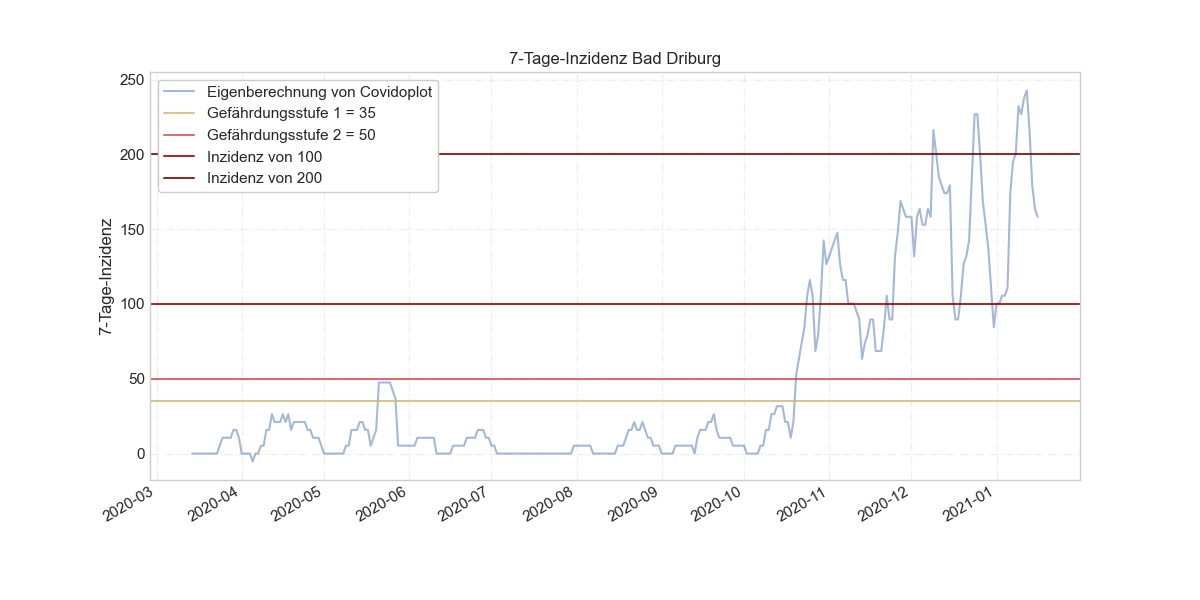 7-Tage-Inzidenz Bad Driburg
Eigenberechnung von Covidoplot
Gefährdungsstufe 1 = 35
Gefährdungsstufe 2 = 50
Inzidenz von 100
Inzidenz von 200
7-Tage-Inzidenz
250
200
150
100
50
0
2020-03
2020-04
2020-05
2020-06
2020-07
2020-08
2020-09
2020-10
2020-11
2020-12
2021-01